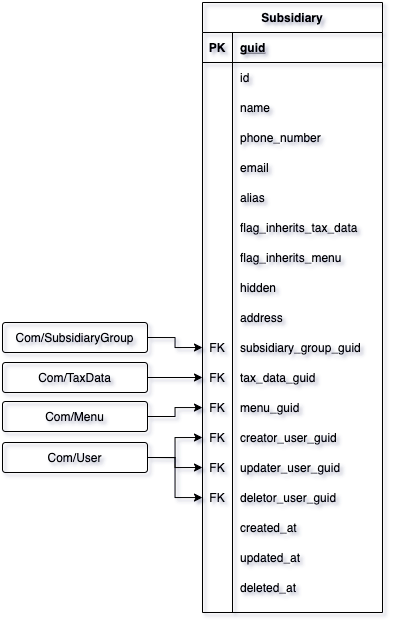 Subsidiary
PK guid
id
name
phone_number
email
alias
flag_inherits_tax_data
flag_inherits_menu
hidden
address
Com/SubsidiaryGroup FK subsidiary_group_guid
Com/TaxData FK tax_data_guid
Com/Menu FK menu_guid
FK creator_user_guid
Com/User FK updater_user_guid
FK deletor_user_guid
created_at
updated_at
deleted_at